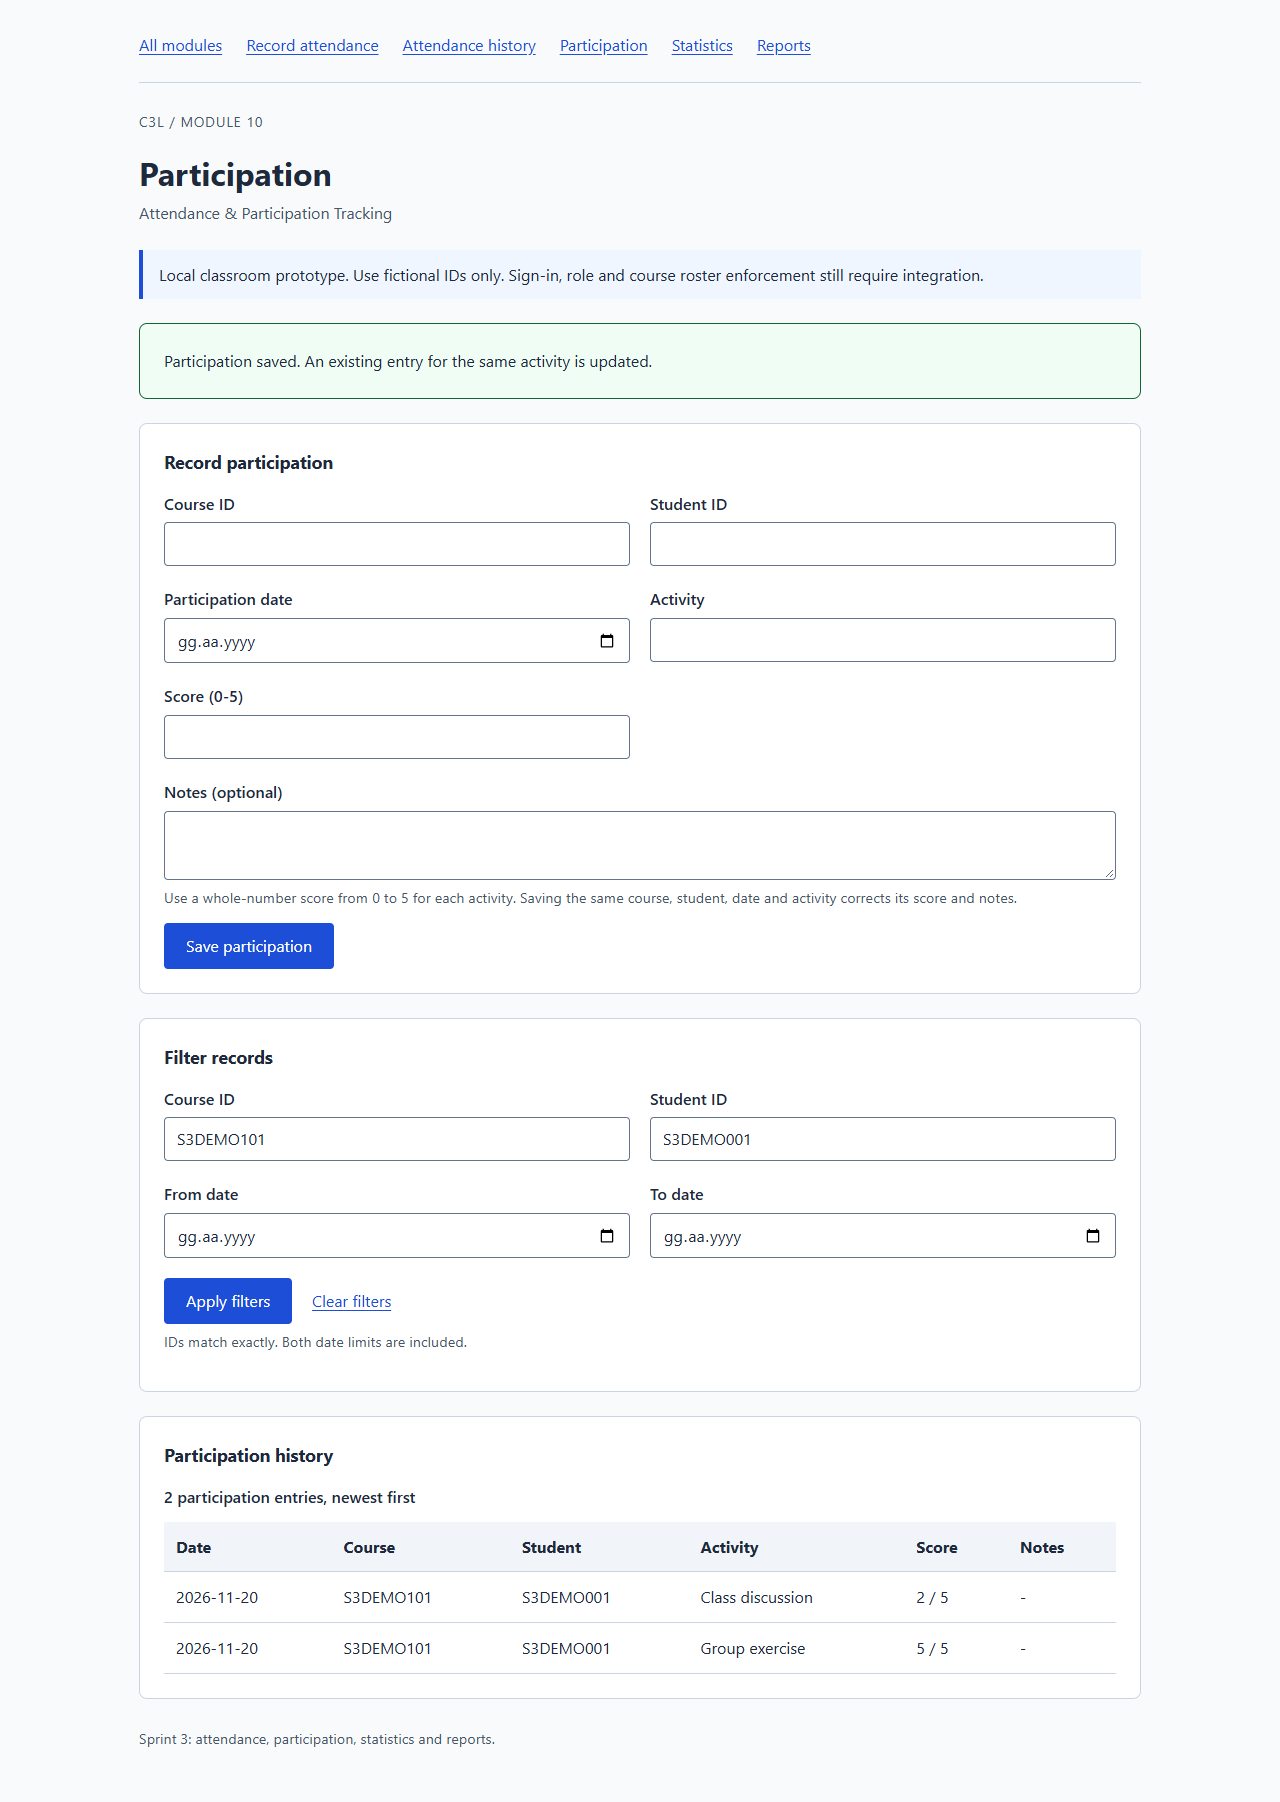 All modules Record attendance Attendance history Participation Statistics Reports
C3L / MODULE 10
Participation
Attendance & Participation Tracking
Local classroom prototype. Use fictional IDs only. Sign-in, role and course roster enforcement still require integration.
Participation saved. An existing entry for the same activity is updated.
Record participation
Course ID Student ID
Participation date Activity
gg.aa.yyyy
Score (0-5)
Notes (optional)
Use a whole-number score from 0 to 5 for each activity. Saving the same course, student, date and activity corrects its score and notes.
Save participation
Filter records
Course ID Student ID
S3DEMO101 S3DEMO001
From date To date
gg.aa.yyyy gg.aa.yyyy
Apply filters Clear filters
IDs match exactly. Both date limits are included.
Participation history
2 participation entries, newest first
Date Course Student Activity Score Notes
2026-11-20 S3DEMO101 S3DEMO001 Class discussion 2 / 5 -
2026-11-20 S3DEMO101 S3DEMO001 Group exercise 5 / 5 -
Sprint 3: attendance, participation, statistics and reports.